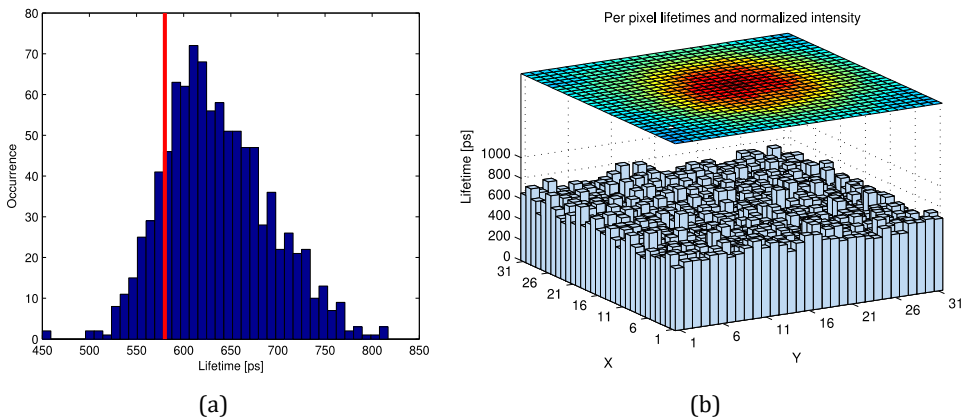 80
70
60
50
40
30
20
10
0
Occurrence
450 500 550 600 650 700 750 800 850
Lifetime [ps]
(a)
Per pixel lifetimes and normalized intensity
1000
800
600
400
200
0
Lifetime [ps]
31 26 21 16 11 6 1
X
1 6 11 16 21 26 31
Y
(b)